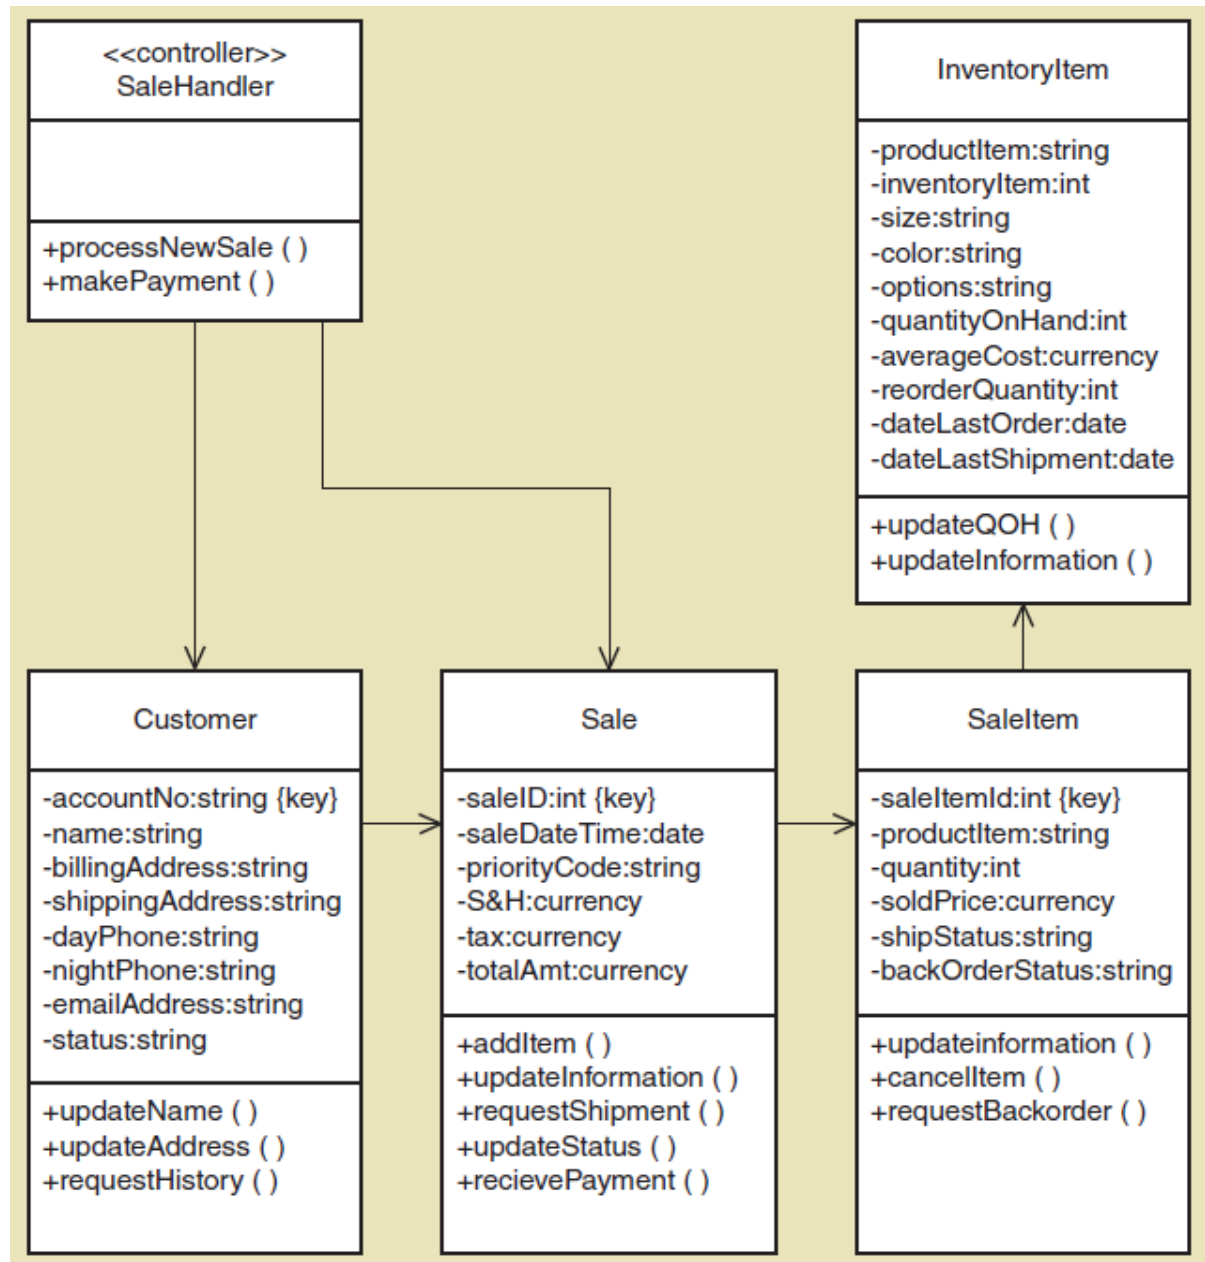 <<controller>>
SaleHandler
+processNewSale ( )
+makePayment ( )
InventoryItem
-productItem:string
-inventoryItem:int
-size:string
-color:string
-options:string
-quantityOnHand:int
-averageCost:currency
-reorderQuantity:int
-dateLastOrder:date
-dateLastShipment:date
+updateQOH ( )
+updateInformation ( )
Customer
-accountNo:string {key}
-name:string
-billingAddress:string
-shippingAddress:string
-dayPhone:string
-nightPhone:string
-emailAddress:string
-status:string
+updateName ( )
+updateAddress ( )
+requestHistory ( )
Sale
-saleID:int {key}
-saleDateTime:date
-priorityCode:string
-S&H:currency
-tax:currency
-totalAmt:currency
+addItem ( )
+updateInformation ( )
+requestShipment ( )
+updateStatus ( )
+recievePayment ( )
SaleItem
-saleItemId:int {key}
-productItem:string
-quantity:int
-soldPrice:currency
-shipStatus:string
-backOrderStatus:string
+updateinformation ( )
+cancelItem ( )
+requestBackorder ( )